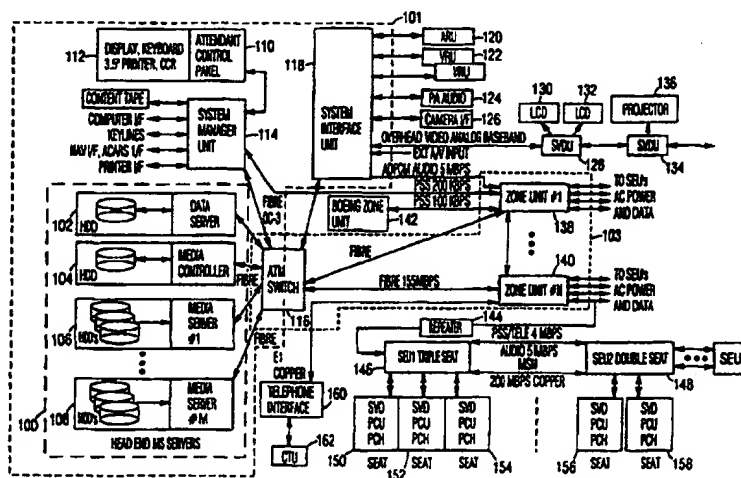 101
112
DISPLAY, KEYBOARD
3.5" PRINTER, CCR
ATTENDANT
CONTROL
PANEL
110
CONTENT TAPE
COMPUTER I/F
KEYLINES
NAV I/F, ACARS I/F
PRINTER I/F
SYSTEM
MANAGER
UNIT
114
118
SYSTEM
INTERFACE
UNIT
ARU
120
VRU
122
VRU
PA AUDIO
124
CAMERA I/F
126
OVERHEAD VIDEO ANALOG BASEBAND
EXT A/V INPUT
ADPCM AUDIO 5 MBPS
PSS 200 KBPS
PSS 100 KBPS
130
132
LCD
LCD
136
PROJECTOR
SVDU
128
SVDU
134
FIBRE
OC-3
BOEING ZONE
UNIT
142
ZONE UNIT #1
138
TO SEU's
AC POWER
AND DATA
103
FIBRE
FIBRE 155MBPS
140
ZONE UNIT #N
TO SEU's
AC POWER
AND DATA
102
HDD
DATA
SERVER
104
HDD
MEDIA
CONTROLLER
FIBRE
ATM
SWITCH
116
106
HDD's
MEDIA
SERVER
#1
108
HDD's
MEDIA
SERVER
# M
100
HEAD END MS SERVERS
FIBRE
E1
COPPER
TELEPHONE
INTERFACE
160
CTU
162
144
REPEATER
PSS/TELE 4 MBPS
AUDIO 5 MBPS
MSM
200 MBPS COPPER
146
SEU1 TRIPLE SEAT
SEU2 DOUBLE SEAT
148
SEU
SVD
PCU
PCH
SVD
PCU
PCH
SVD
PCU
PCH
150
SEAT
152
SEAT
SEAT
154
SVD
PCU
PCH
SVD
PCU
PCH
156
SEAT
SEAT
158